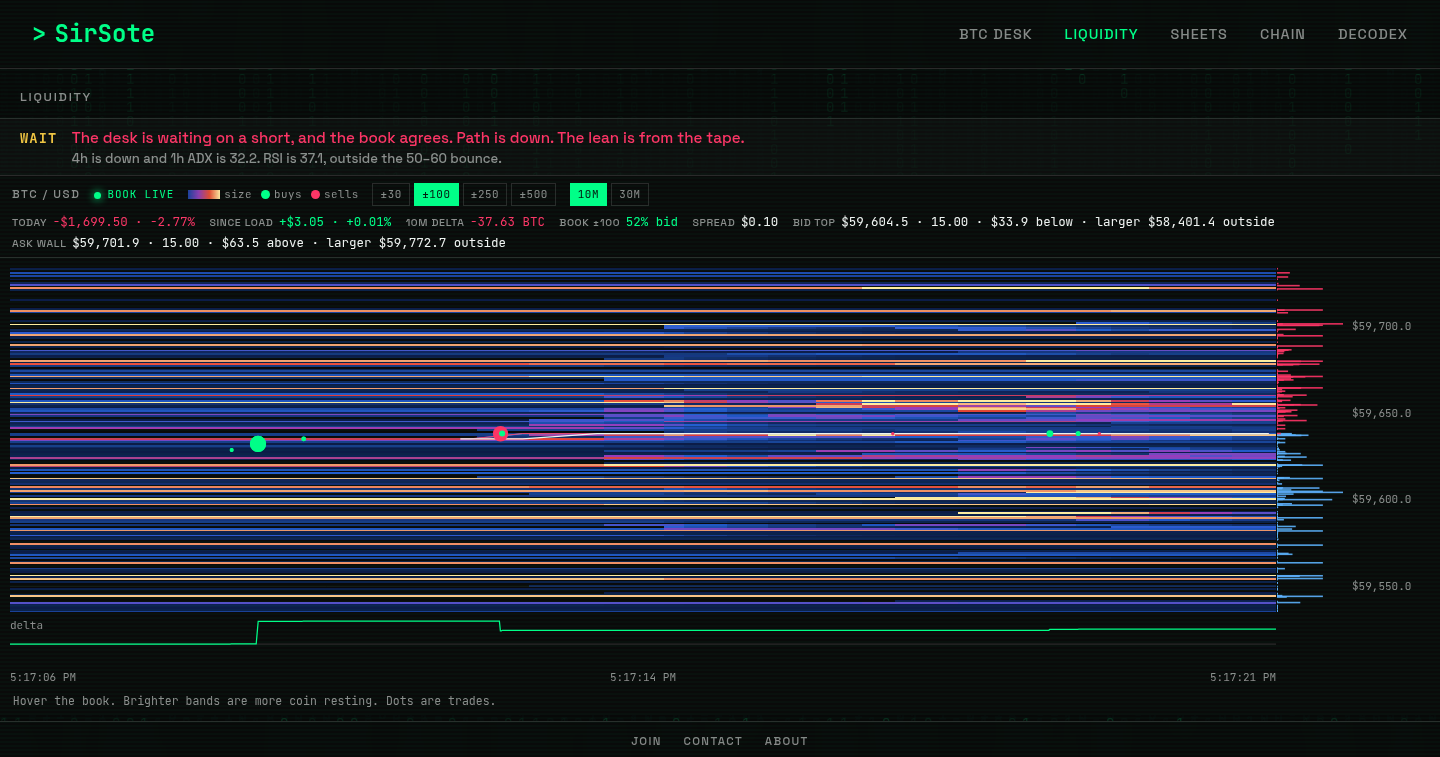 > SirSote
BTC DESK LIQUIDITY SHEETS CHAIN DECODEX
LIQUIDITY
WAIT The desk is waiting on a short, and the book agrees. Path is down. The lean is from the tape.
4h is down and 1h ADX is 32.2. RSI is 37.1, outside the 50–60 bounce.
BTC / USD BOOK LIVE size buys sells ±30 ±100 ±250 ±500 10M 30M
TODAY -$1,699.50 · -2.77% SINCE LOAD +$3.05 · +0.01% 10M DELTA -37.63 BTC BOOK ±100 52% bid SPREAD $0.10 BID TOP $59,604.5 · 15.00 · $33.9 below · larger $58,401.4 outside
ASK WALL $59,701.9 · 15.00 · $63.5 above · larger $59,772.7 outside
$59,700.0
$59,650.0
$59,600.0
$59,550.0
delta
5:17:06 PM 5:17:14 PM 5:17:21 PM
Hover the book. Brighter bands are more coin resting. Dots are trades.
JOIN CONTACT ABOUT